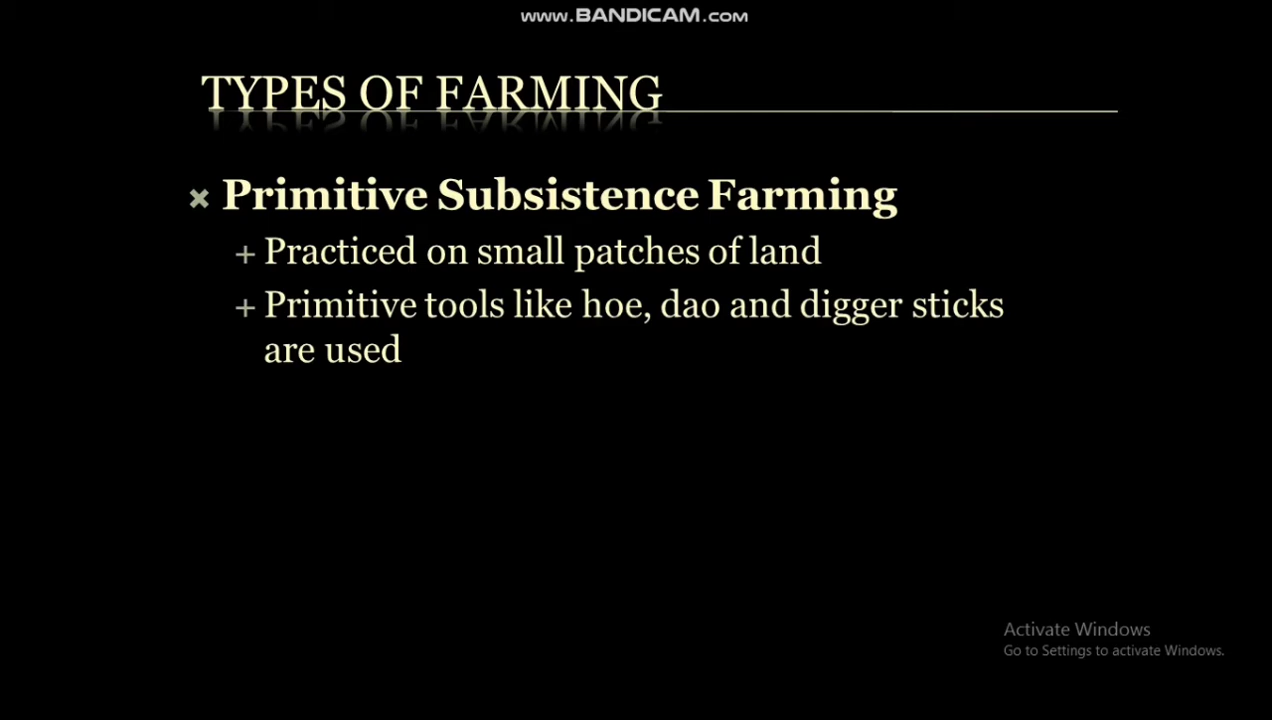 www.BANDICAM.com
TYPES OF FARMING
Primitive Subsistence Farming
Practiced on small patches of land
Primitive tools like hoe, dao and digger sticks
are used
Activate Windows
Go to Settings to activate Windows.